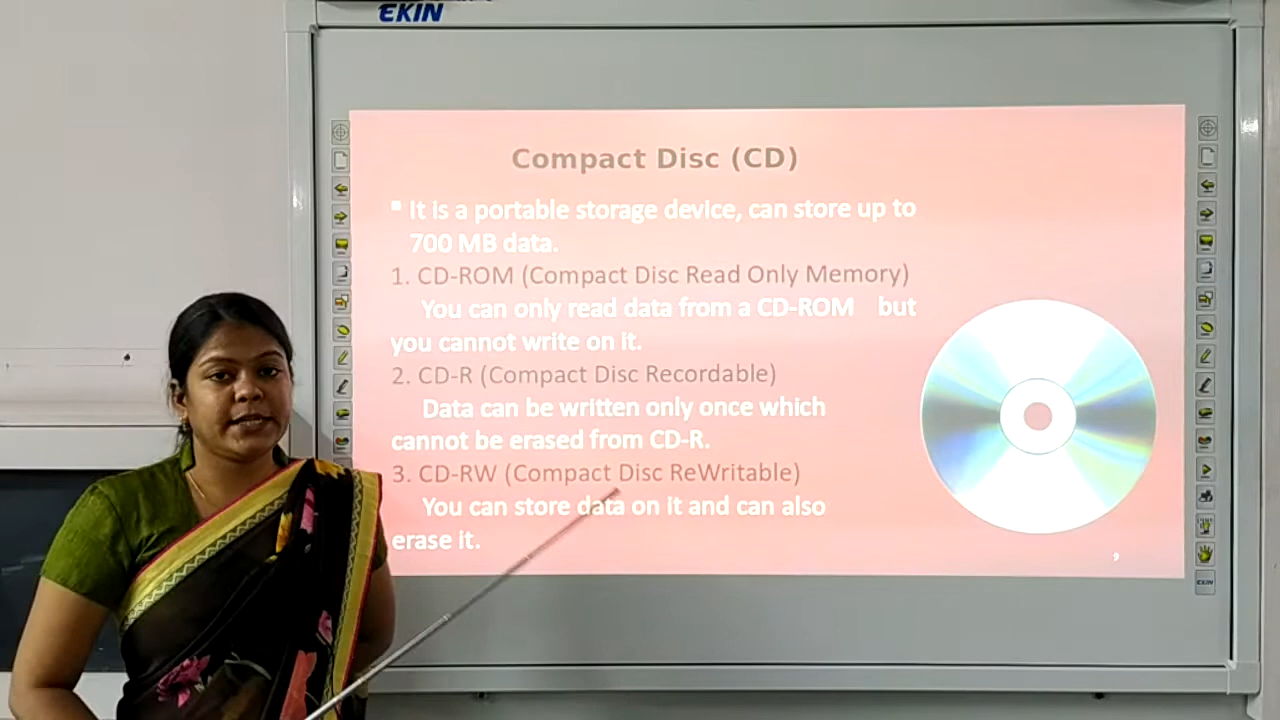 EKIN
Compact Disc (CD)
▪ It is a portable storage device, can store up to
700 MB data.
1. CD-ROM (Compact Disc Read Only Memory)
You can only read data from a CD-ROM but
you cannot write on it.
2. CD-R (Compact Disc Recordable)
Data can be written only once which
cannot be erased from CD-R.
3. CD-RW (Compact Disc ReWritable)
You can store data on it and can also
erase it.
9
EKIN